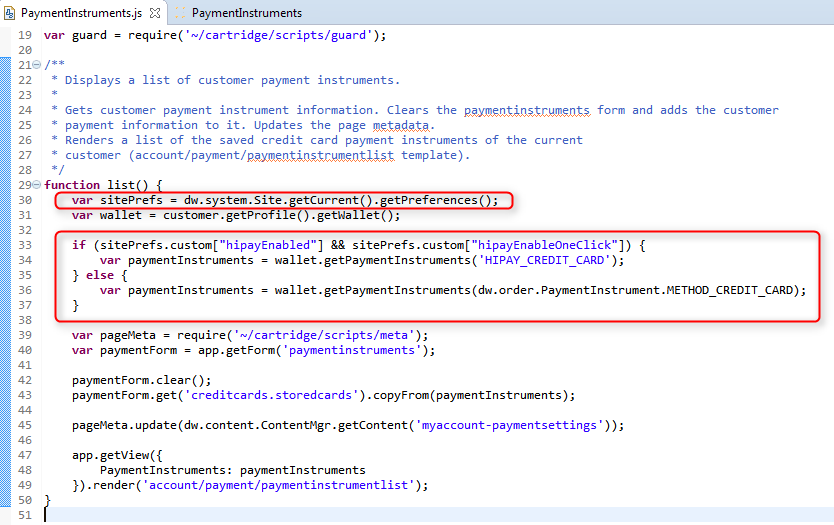 PaymentInstruments.js PaymentInstruments
19 var guard = require('~/cartridge/scripts/guard');
20
21 /**
22  * Displays a list of customer payment instruments.
23  *
24  * Gets customer payment instrument information. Clears the paymentinstruments form and adds the customer
25  * payment information to it. Updates the page metadata.
26  * Renders a list of the saved credit card payment instruments of the current
27  * customer (account/payment/paymentinstrumentlist template).
28  */
29 function list() {
30     var sitePrefs = dw.system.Site.getCurrent().getPreferences();
31     var wallet = customer.getProfile().getWallet();
32
33     if (sitePrefs.custom["hipayEnabled"] && sitePrefs.custom["hipayEnableOneClick"]) {
34         var paymentInstruments = wallet.getPaymentInstruments('HIPAY_CREDIT_CARD');
35     } else {
36         var paymentInstruments = wallet.getPaymentInstruments(dw.order.PaymentInstrument.METHOD_CREDIT_CARD);
37     }
38
39     var pageMeta = require('~/cartridge/scripts/meta');
40     var paymentForm = app.getForm('paymentinstruments');
41
42     paymentForm.clear();
43     paymentForm.get('creditcards.storedcards').copyFrom(paymentInstruments);
44
45     pageMeta.update(dw.content.ContentMgr.getContent('myaccount-paymentsettings'));
46
47     app.getView({
48         PaymentInstruments: paymentInstruments
49     }).render('account/payment/paymentinstrumentlist');
50 }
51